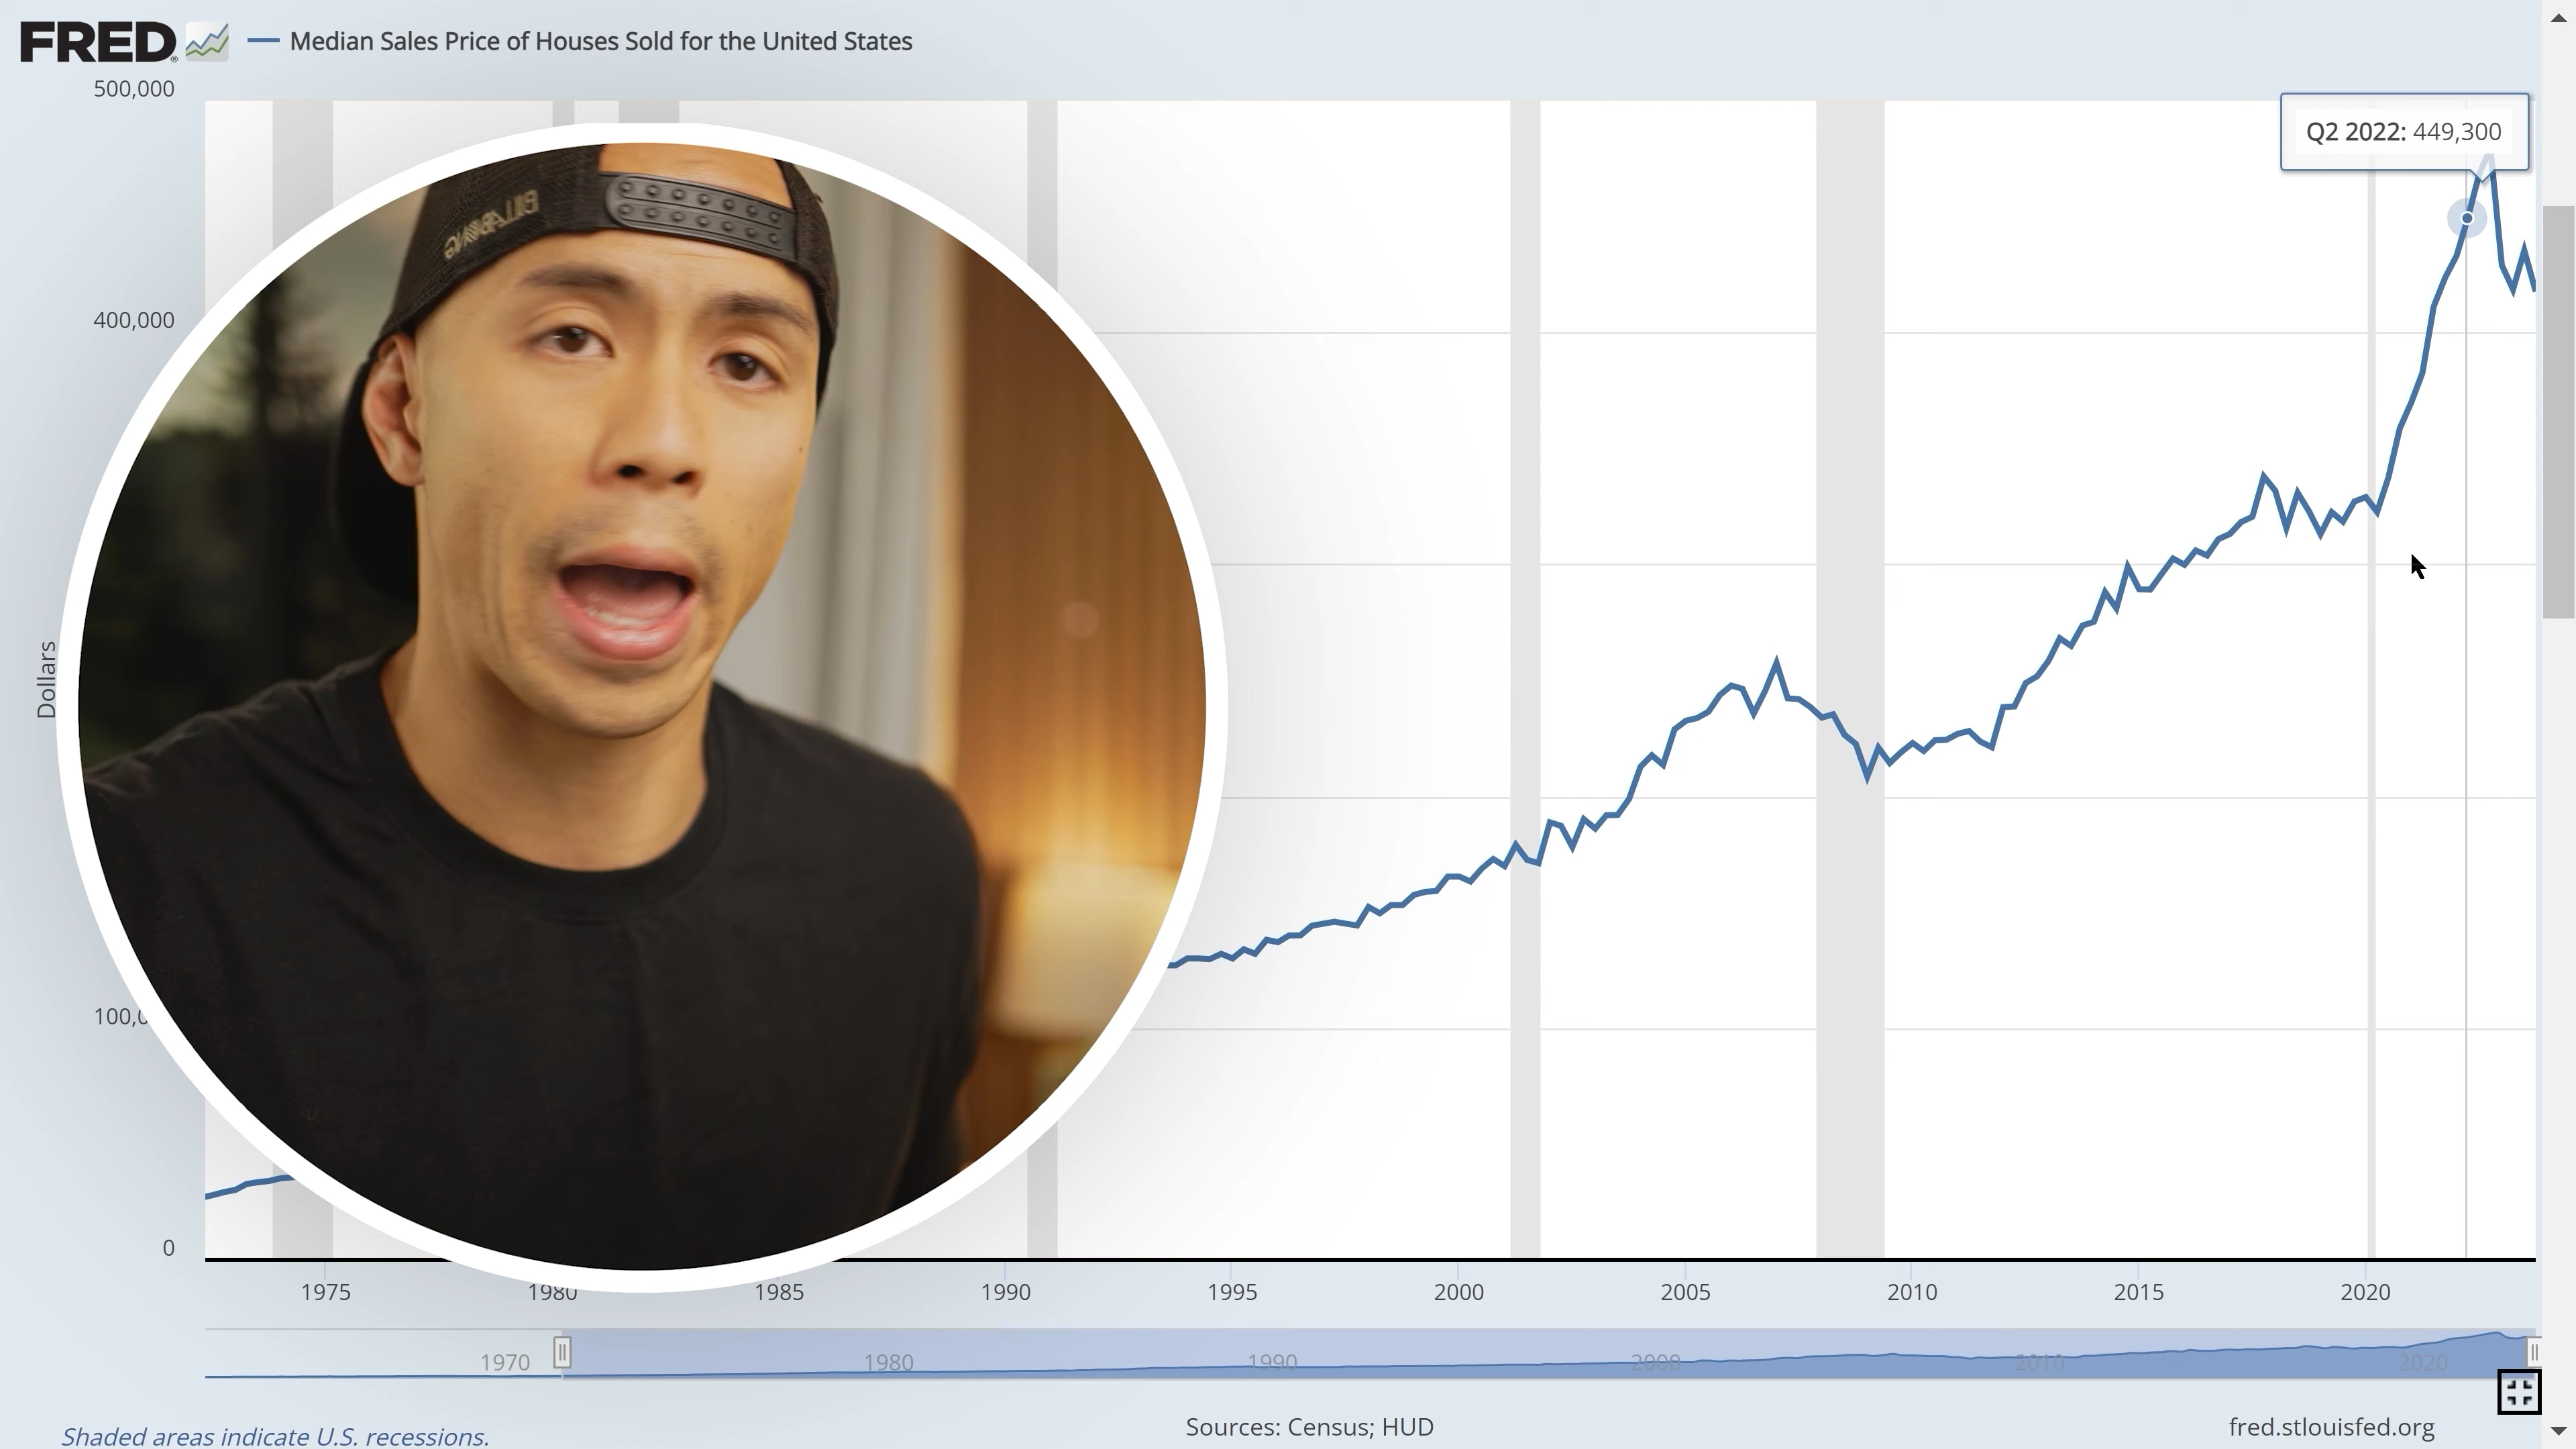 FRED® Median Sales Price of Houses Sold for the United States
500,000
Q2 2022: 449,300
400,000
Dollars
100,0
0
1975 1980 1985 1990 1995 2000 2005 2010 2015 2020
1970 1980 1990 2000 2010 2020
Shaded areas indicate U.S. recessions.
Sources: Census; HUD
fred.stlouisfed.org